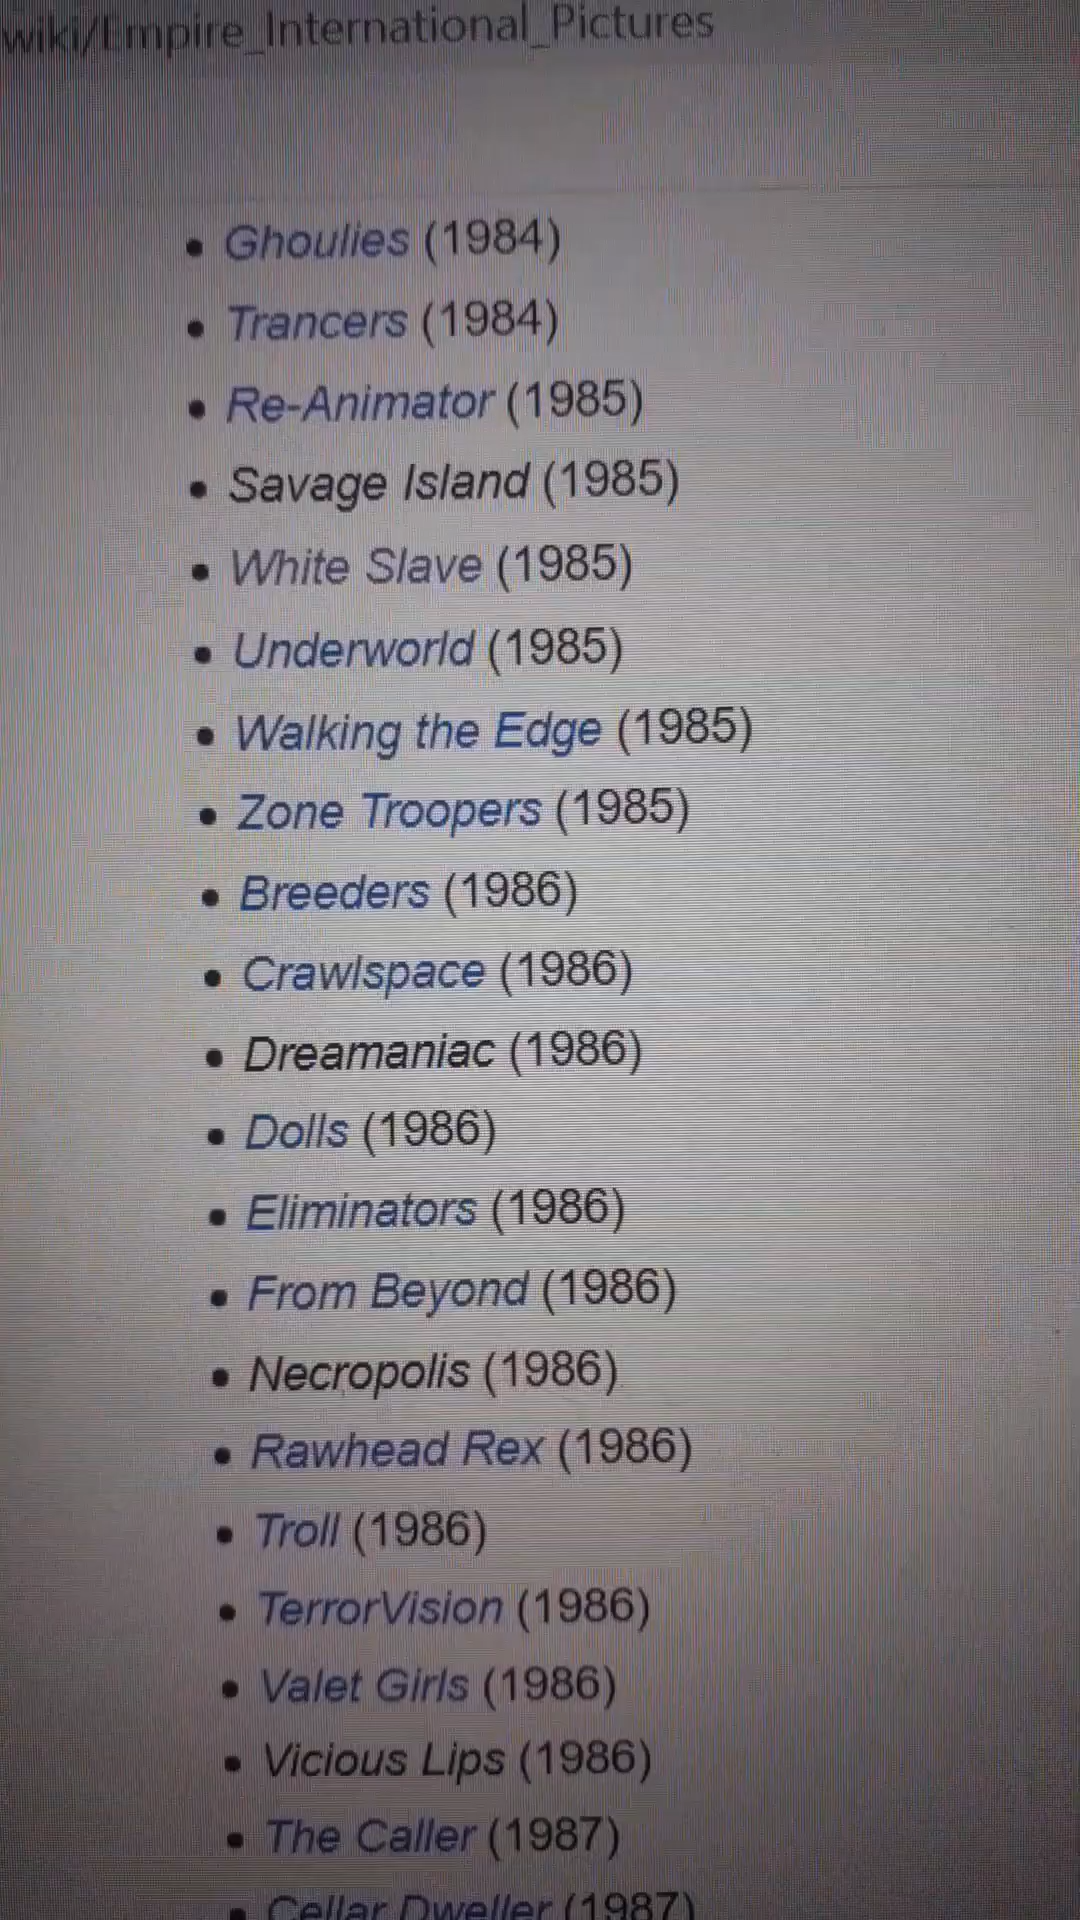 wiki/Empire_International_Pictures
• Ghoulies (1984)
• Trancers (1984)
• Re-Animator (1985)
• Savage Island (1985)
• White Slave (1985)
• Underworld (1985)
• Walking the Edge (1985)
• Zone Troopers (1985)
• Breeders (1986)
• Crawlspace (1986)
• Dreamaniac (1986)
• Dolls (1986)
• Eliminators (1986)
• From Beyond (1986)
• Necropolis (1986)
• Rawhead Rex (1986)
• Troll (1986)
• TerrorVision (1986)
• Valet Girls (1986)
• Vicious Lips (1986)
• The Caller (1987)
• Cellar Dweller (1987)